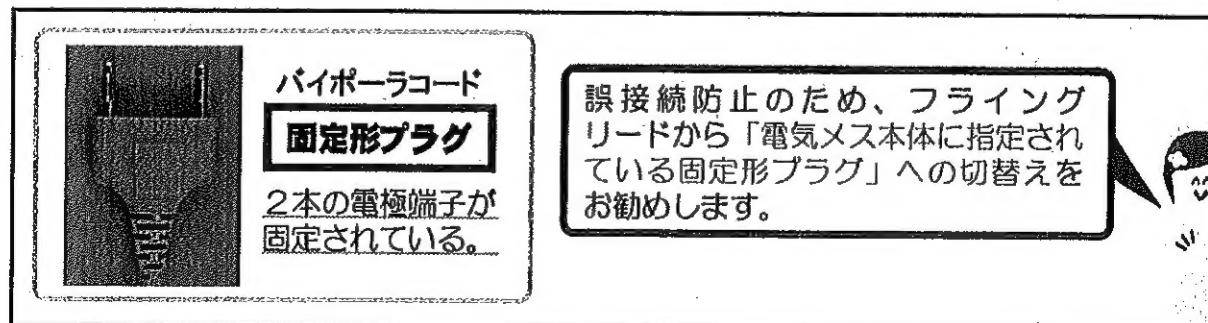 バイポーラコード
固定形プラグ
2本の電極端子が
固定されている。
誤接続防止のため、フライング
リードから「電気メス本体に指定され
ている固定形プラグ」への切替えを
お勧めします。